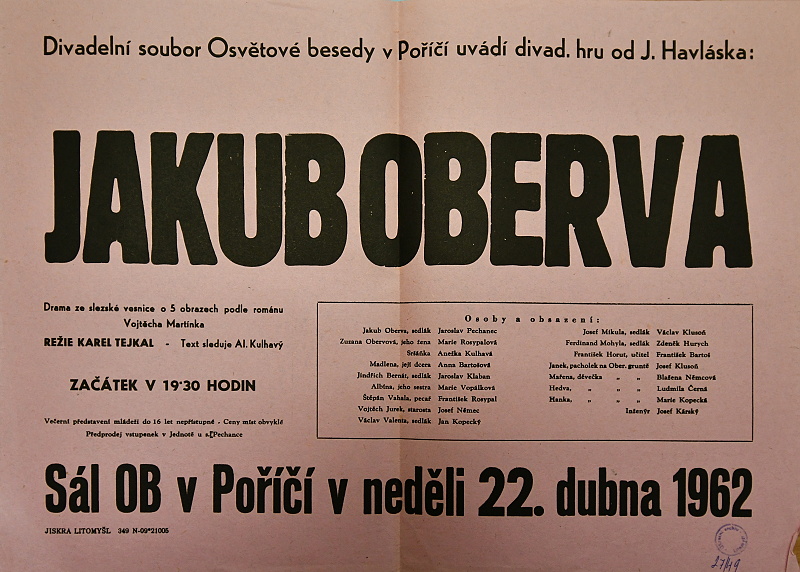 Divadelní soubor Osvětové besedy v Poříčí uvádí divad. hru od J. Havláska:
JAKUB OBERVA
Drama ze slezské vesnice o 5 obrazech podle románu
Vojtěcha Martínka
REŽIE KAREL TEJKAL - Text sleduje Al. Kulhavý
ZAČÁTEK V 19·30 HODIN
Večerní představení mládeži do 16 let nepřístupné - Ceny míst obvyklé
Předprodej vstupenek v Jednotě u s. Pechance
Osoby a obsazení:
Jakub Oberva, sedlák Jaroslav Pechanec
Zuzana Obervová, jeho žena Marie Rosypalová
Sršáňka Anežka Kulhavá
Madlena, její dcera Anna Bartošová
Jindřich Bernát, sedlák Jaroslav Klaban
Albína, jeho sestra Marie Vopálková
Štěpán Vahala, pecař František Rosypal
Vojtěch Jurek, starosta Josef Němec
Václav Valenta, sedlák Jan Kopecký
Josef Mikula, sedlák Václav Klusoň
Ferdinand Mohyla, sedlák Zdeněk Hurych
František Horut, učitel František Bartoš
Janek, pacholek na Ober. gruntě Josef Klusoň
Mařena, děvečka „ „ Blažena Němcová
Hedva, „ „ „ Ludmila Černá
Hanka, „ „ „ Marie Kopecká
Inženýr Josef Kárský
Sál OB v Poříčí v neděli 22. dubna 1962
JISKRA LITOMYŠL 349 N-09*21005
27/49